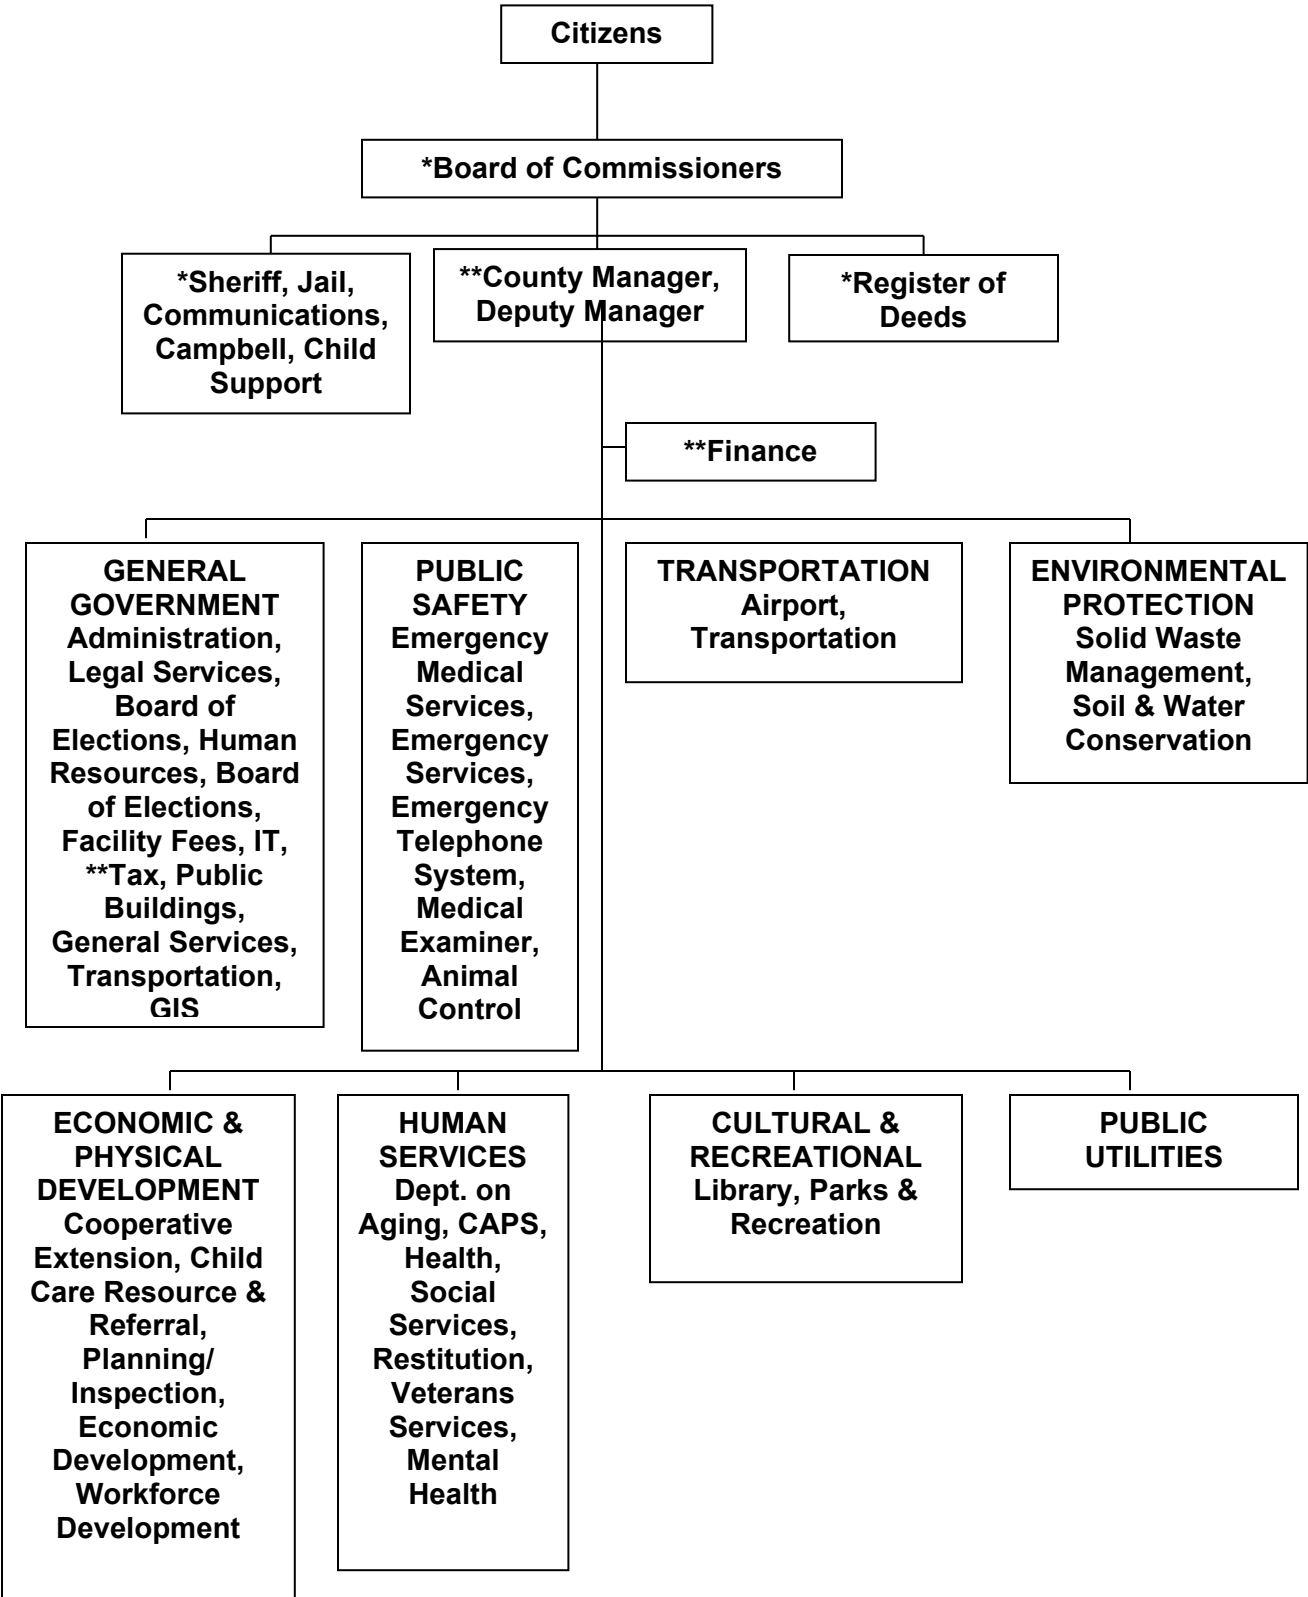 Citizens
*Board of Commissioners
*Sheriff, Jail,
Communications,
Campbell, Child
Support
**County Manager,
Deputy Manager
*Register of
Deeds
**Finance
GENERAL
GOVERNMENT
Administration,
Legal Services,
Board of
Elections, Human
Resources, Board
of Elections,
Facility Fees, IT,
**Tax, Public
Buildings,
General Services,
Transportation,
GIS
PUBLIC
SAFETY
Emergency
Medical
Services,
Emergency
Services,
Emergency
Telephone
System,
Medical
Examiner,
Animal
Control
TRANSPORTATION
Airport,
Transportation
ENVIRONMENTAL
PROTECTION
Solid Waste
Management,
Soil & Water
Conservation
ECONOMIC &
PHYSICAL
DEVELOPMENT
Cooperative
Extension, Child
Care Resource &
Referral,
Planning/
Inspection,
Economic
Development,
Workforce
Development
HUMAN
SERVICES
Dept. on
Aging, CAPS,
Health,
Social
Services,
Restitution,
Veterans
Services,
Mental
Health
CULTURAL &
RECREATIONAL
Library, Parks &
Recreation
PUBLIC
UTILITIES